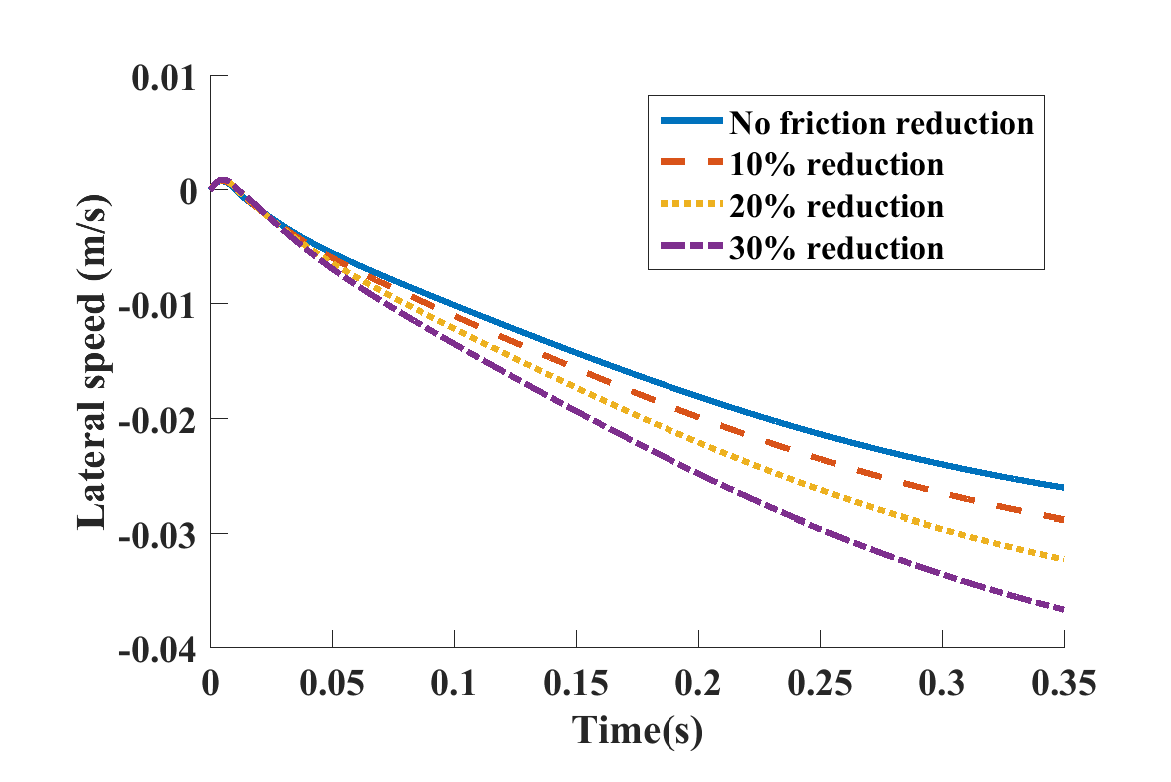 0.01
0
-0.01
-0.02
-0.03
-0.04
Lateral speed (m/s)
No friction reduction
10% reduction
20% reduction
30% reduction
0 0.05 0.1 0.15 0.2 0.25 0.3 0.35
Time(s)